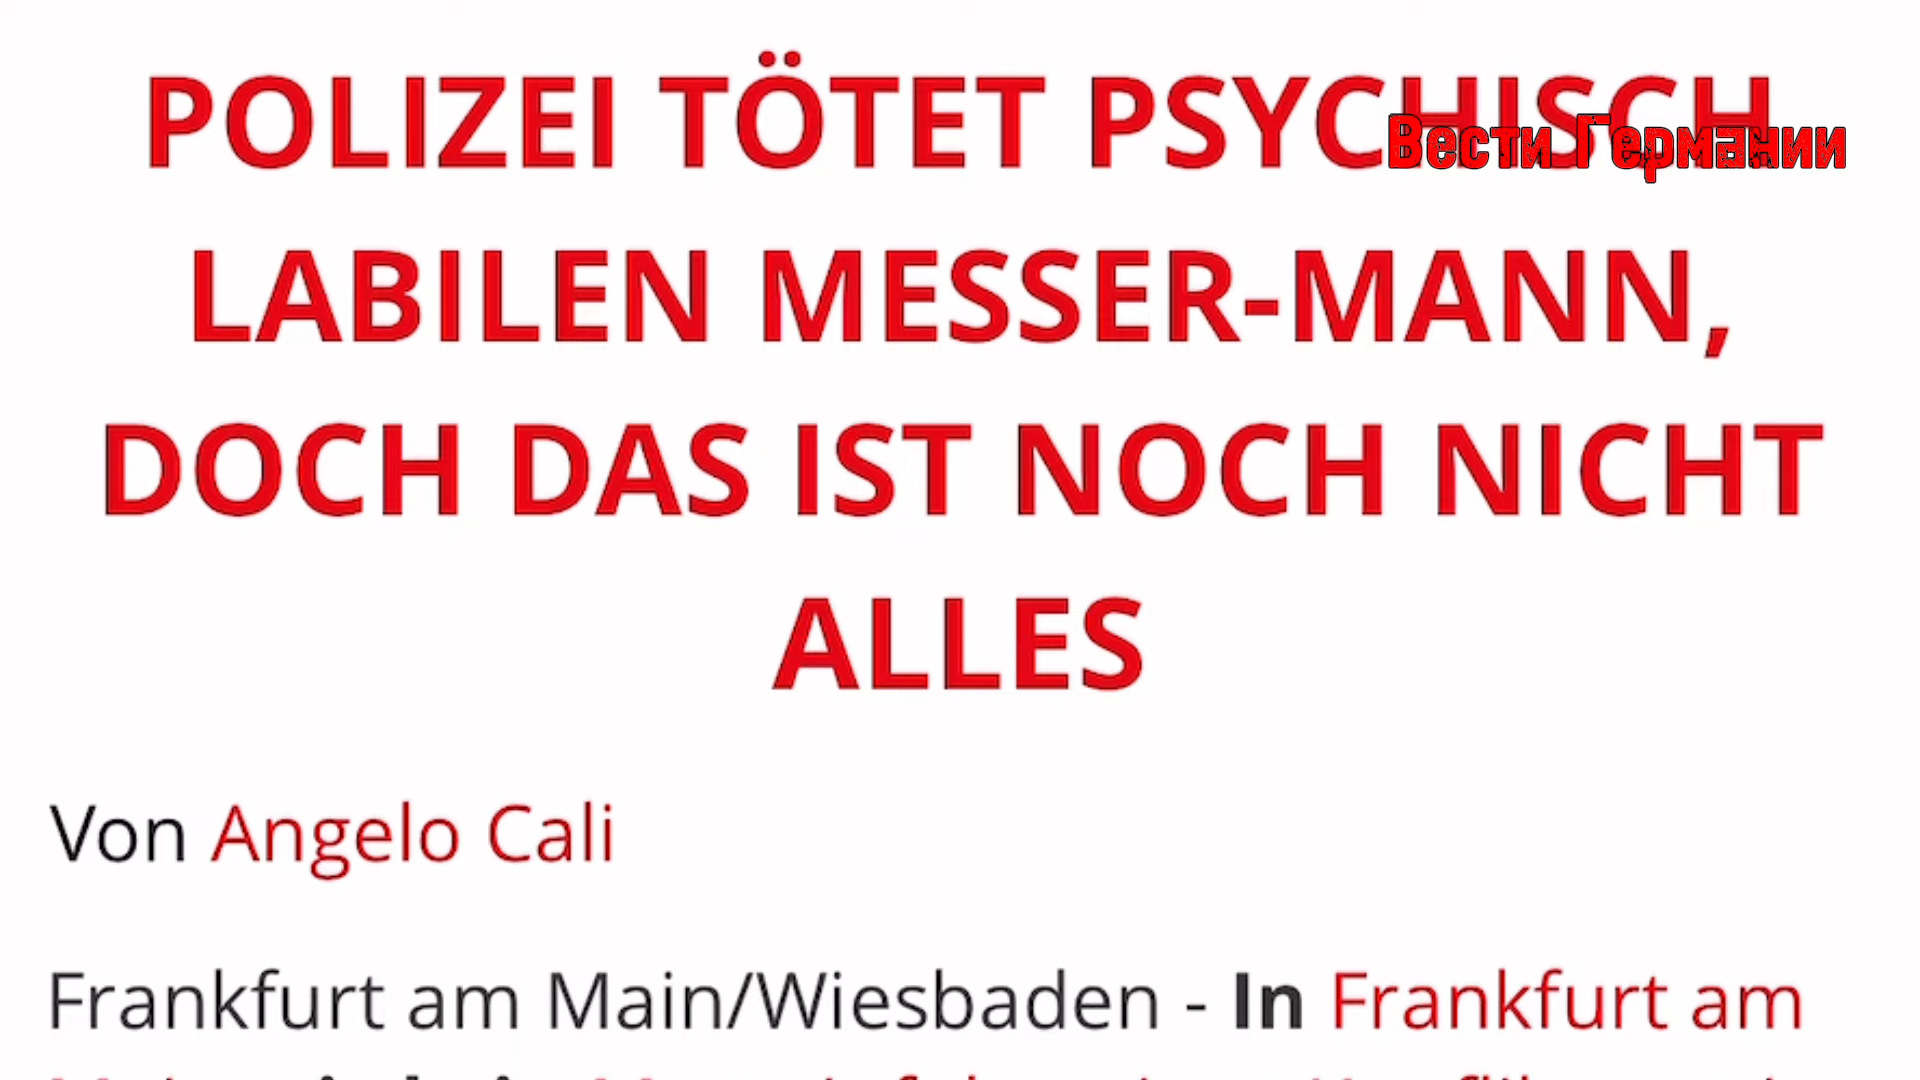 POLIZEI TÖTET PSYCHISCH
Вести Германии
LABILEN MESSER-MANN,
DOCH DAS IST NOCH NICHT
ALLES
Von Angelo Cali
Frankfurt am Main/Wiesbaden - In Frankfurt am